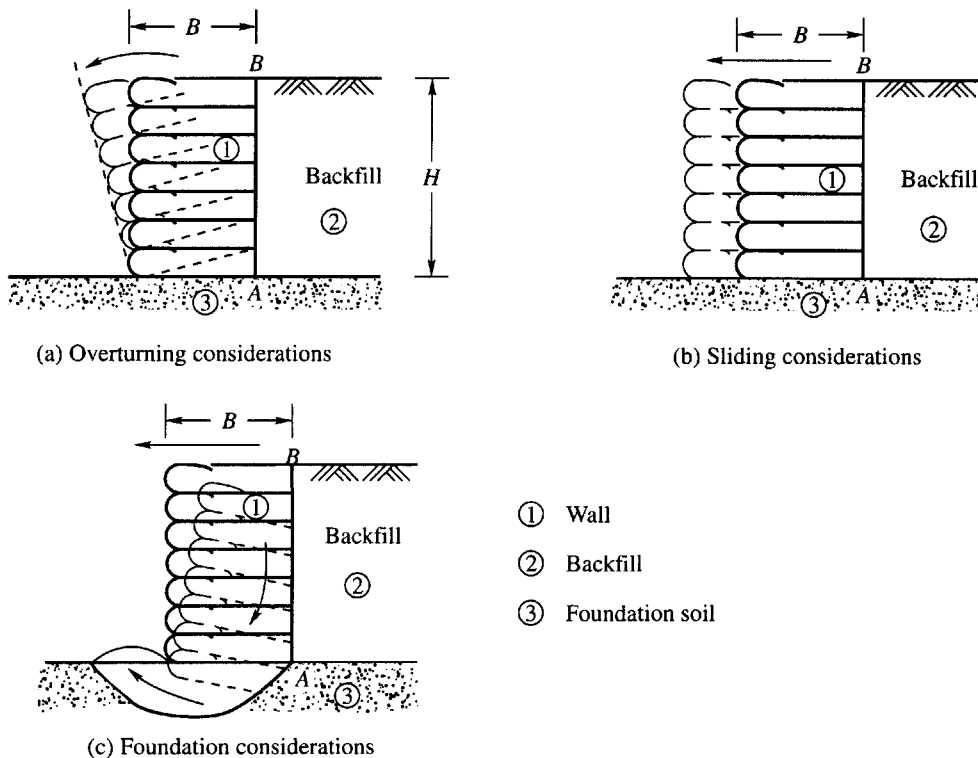 B
B
B
B
①
Backfill
②
H
①
Backfill
②
A
③
A
③
(a) Overturning considerations
(b) Sliding considerations
B
B
①
Backfill
②
A
③
① Wall
② Backfill
③ Foundation soil
(c) Foundation considerations